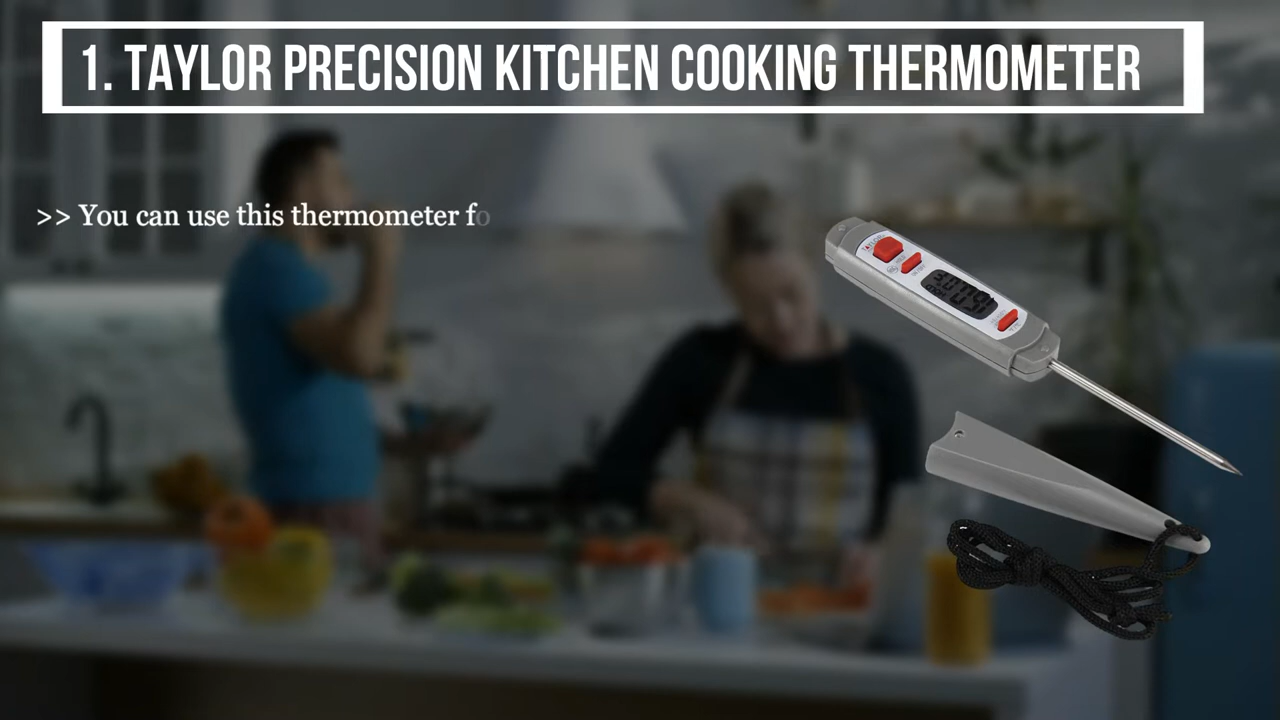 1. TAYLOR PRECISION KITCHEN COOKING THERMOMETER
>> You can use this thermometer fo